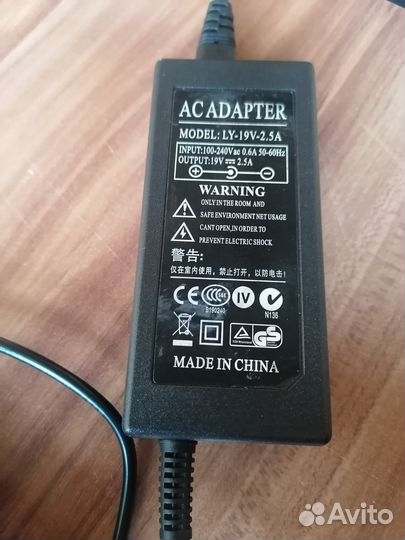 AC ADAPTER
MODEL: LY-19V-2.5A
INPUT:100-240Vac 0.6A 50-60Hz
OUTPUT:19V ⎓ 2.5A
WARNING
ONLY IN THE ROOM AND
SAFE ENVIRONMENT NET USAGE
CANT OPEN,IN ORDER TO
PREVENT ELECTRIC SHOCK
警告:
仅在室内使用，禁止打开，以防电击!
CE CCC IV N
S190240 N136
GS
MADE IN CHINA
Avito